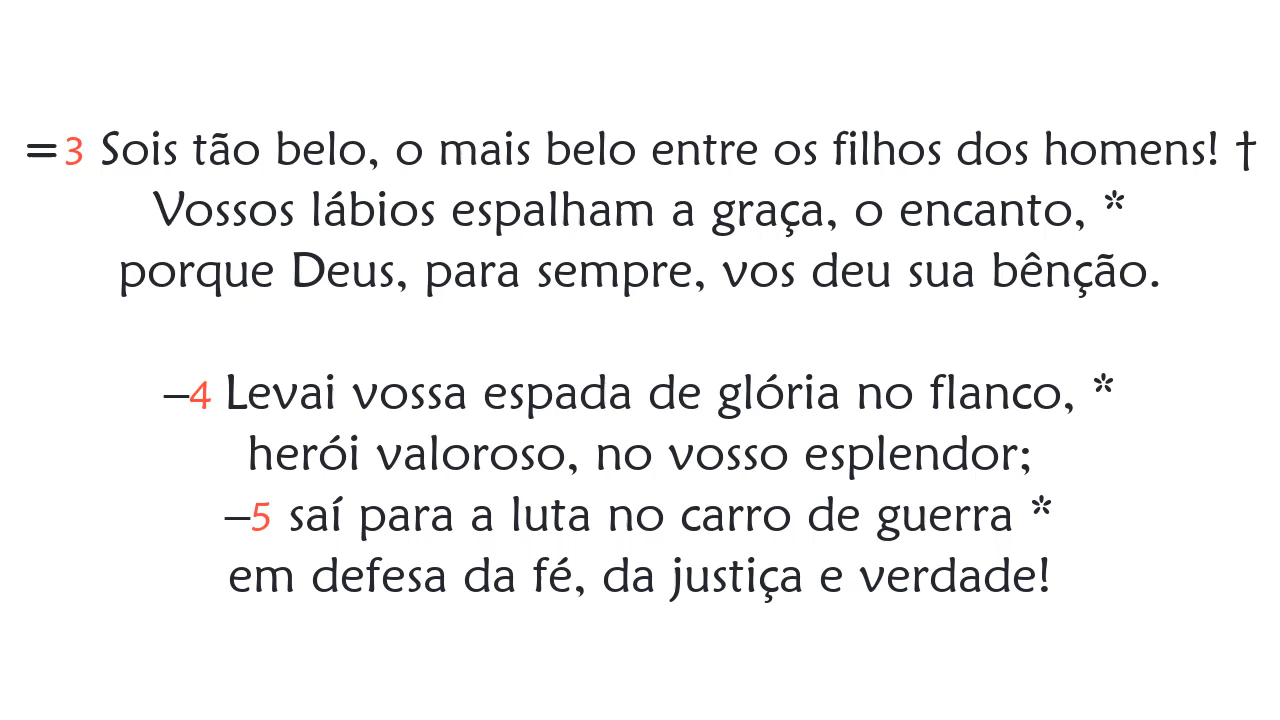 =3 Sois tão belo, o mais belo entre os filhos dos homens! †
Vossos lábios espalham a graça, o encanto, *
porque Deus, para sempre, vos deu sua bênção.
–4 Levai vossa espada de glória no flanco, *
herói valoroso, no vosso esplendor;
–5 saí para a luta no carro de guerra *
em defesa da fé, da justiça e verdade!